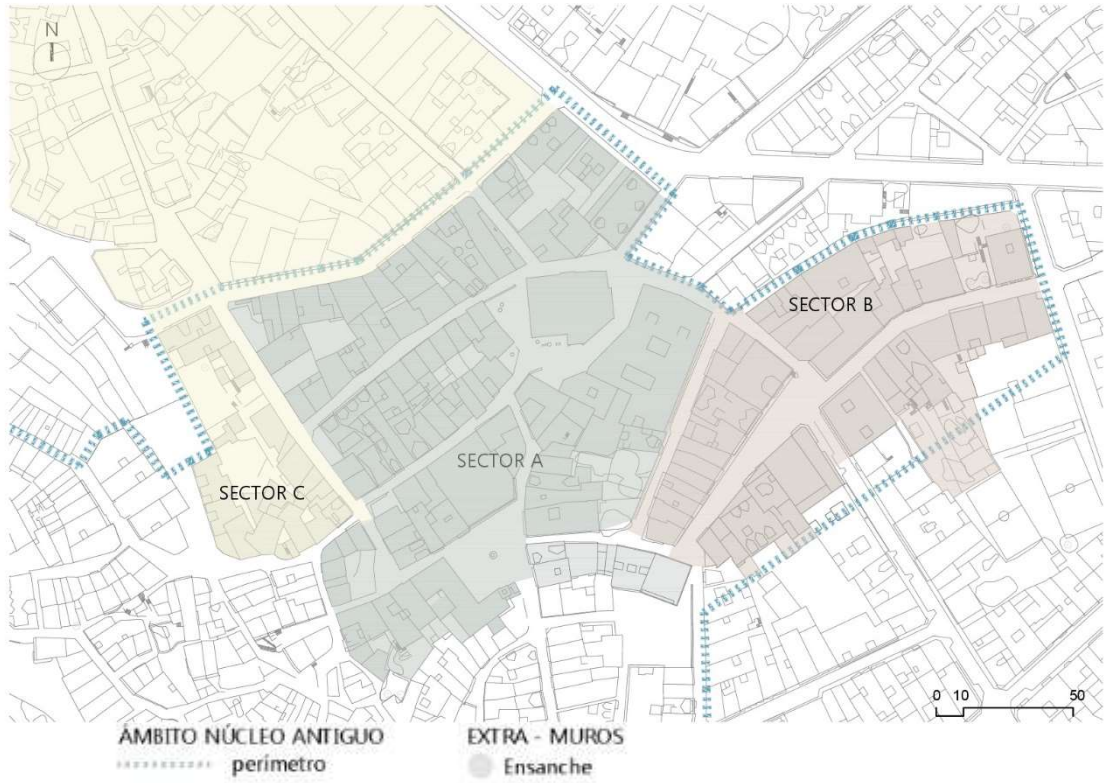 N
SECTOR B
SECTOR A
SECTOR C
0 10 50
ÁMBITO NÚCLEO ANTIGUO
perímetro
EXTRA - MUROS
Ensanche